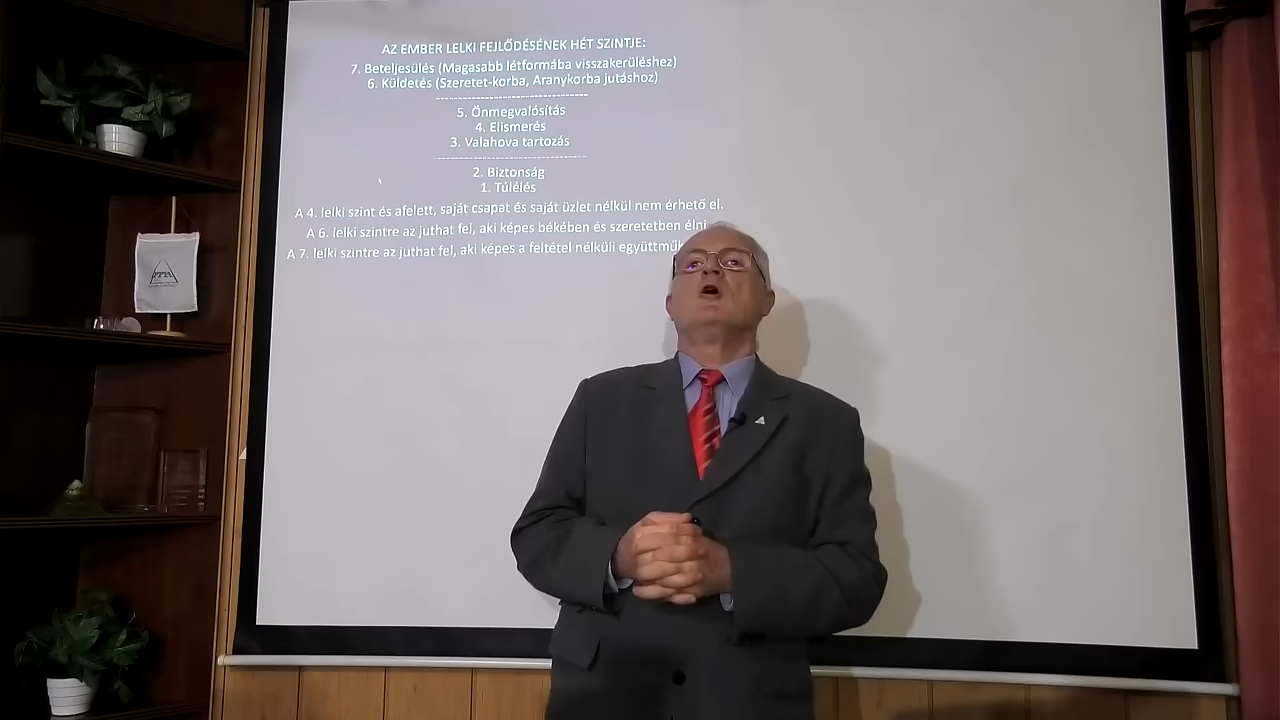 AZ EMBER LELKI FEJLŐDÉSÉNEK HÉT SZINTJE:
7. Beteljesülés (Magasabb létformába visszakerüléshez)
6. Küldetés (Szeretet-korba, Aranykorba jutáshoz)
5. Önmegvalósítás
4. Elismerés
3. Valahova tartozás
2. Biztonság
1. Túlélés
A 4. lelki szint és afelett, saját csapat és saját üzlet nélkül nem érhető el.
A 6. lelki szintre az juthat fel, aki képes békében és szeretetben élni
A 7. lelki szintre az juthat fel, aki képes a feltétel nélküli együttműk